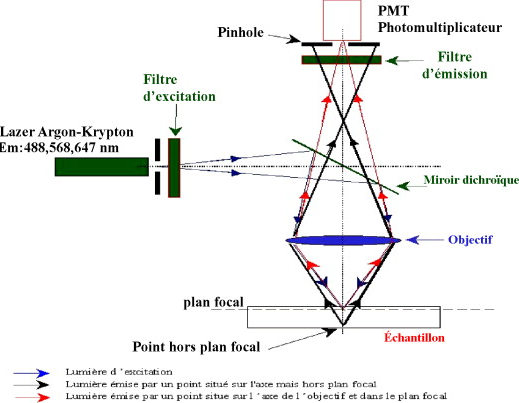 PMT
Photomultiplicateur
Pinhole
Filtre
d'émission
Filtre
d'excitation
Lazer Argon-Krypton
Em:488,568,647 nm
Miroir dichroïque
Objectif
plan focal
Échantillon
Point hors plan focal
Lumière d 'excitation
Lumière émise par un point situé sur l'axe mais hors plan focal
Lumière émise par un point situe sur l 'axe de l 'objectif et dans le plan focal